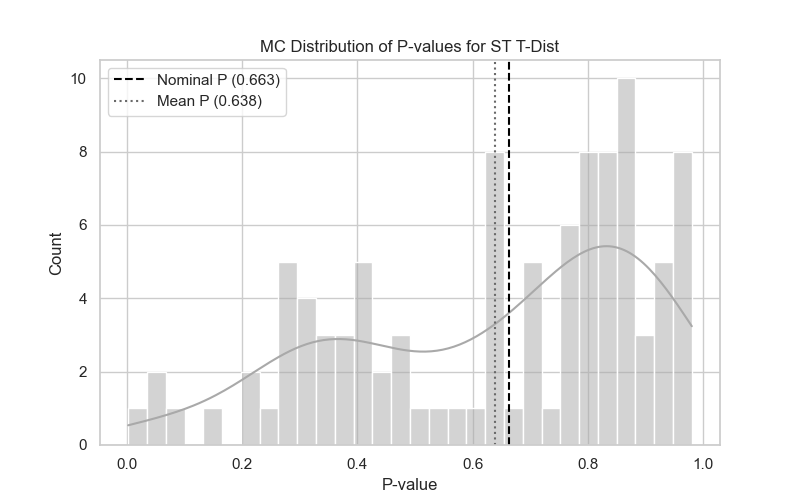 MC Distribution of P-values for ST T-Dist
Nominal P (0.663)
Mean P (0.638)
10
8
6
4
2
0
Count
0.0 0.2 0.4 0.6 0.8 1.0
P-value